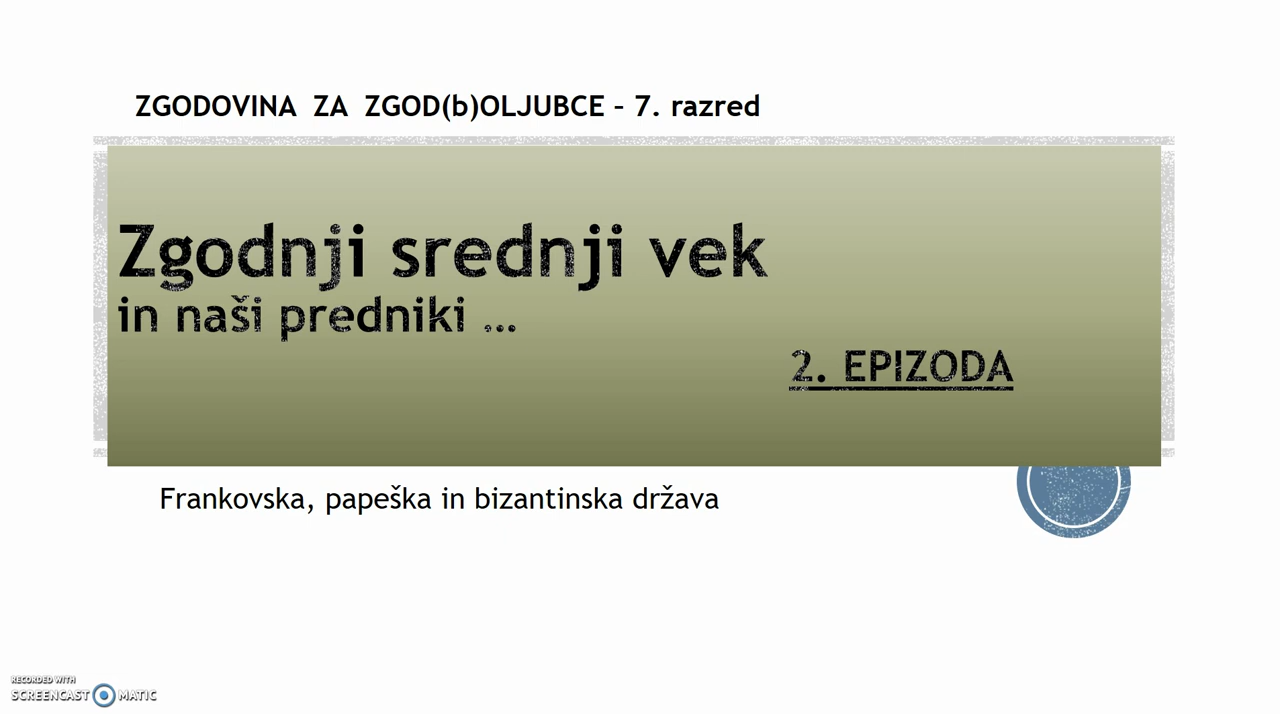 ZGODOVINA ZA ZGOD(b)OLJUBCE – 7. razred
Zgodnji srednji vek
in naši predniki …
2. EPIZODA
Frankovska, papeška in bizantinska država
RECORDED WITH
SCREENCAST MATIC